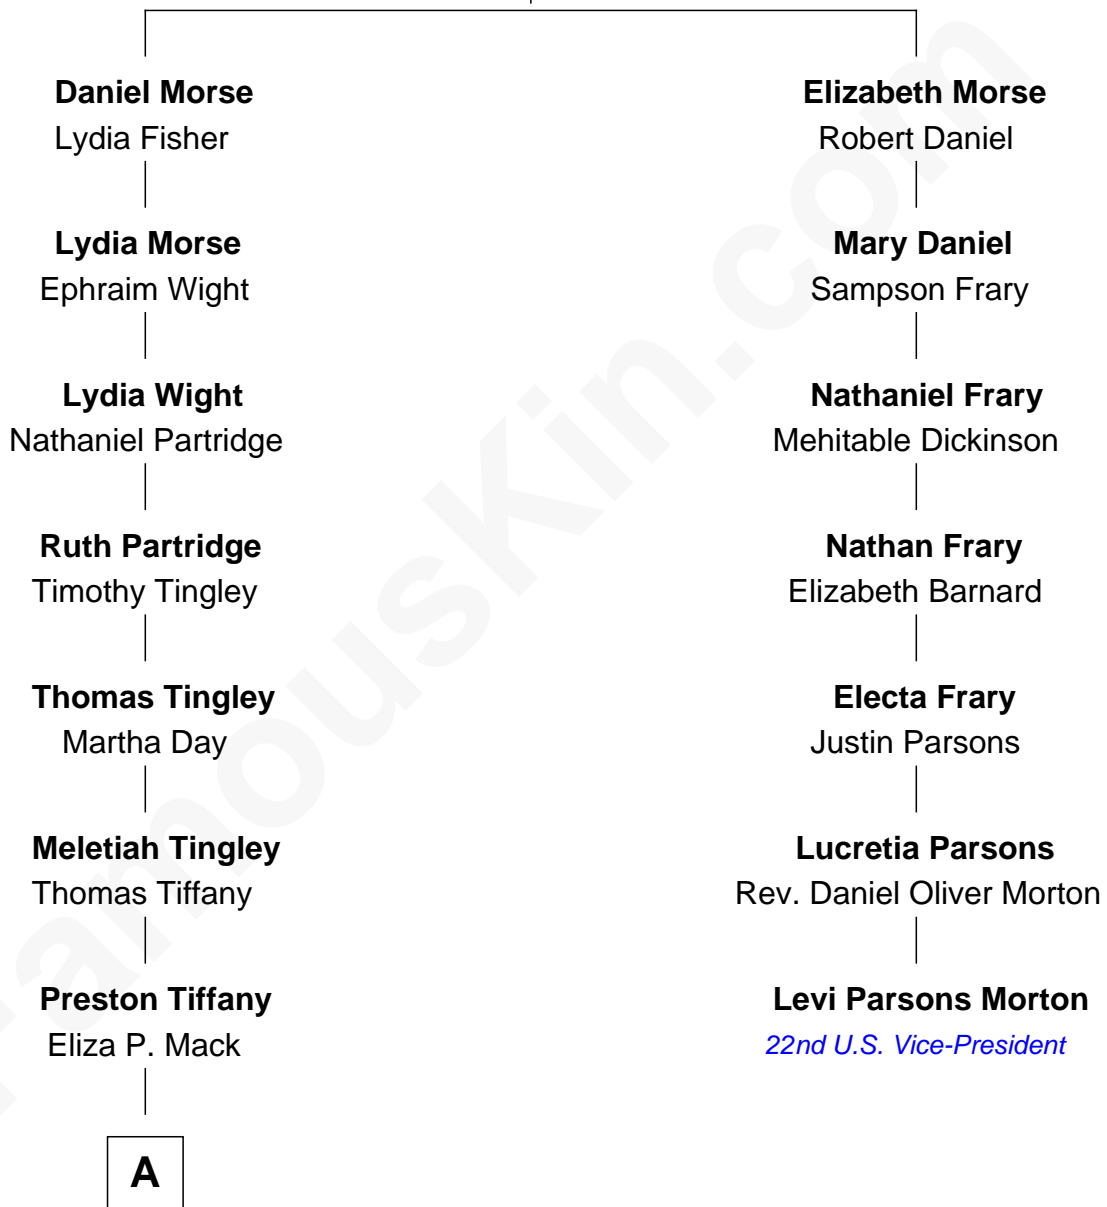 Daniel Morse
Lydia Fisher
Elizabeth Morse
Robert Daniel
Lydia Morse
Ephraim Wight
Mary Daniel
Sampson Frary
Lydia Wight
Nathaniel Partridge
Nathaniel Frary
Mehitable Dickinson
Ruth Partridge
Timothy Tingley
Nathan Frary
Elizabeth Barnard
Thomas Tingley
Martha Day
Electa Frary
Justin Parsons
Meletiah Tingley
Thomas Tiffany
Lucretia Parsons
Rev. Daniel Oliver Morton
Preston Tiffany
Eliza P. Mack
Levi Parsons Morton
22nd U.S. Vice-President
A
FamousKin.com